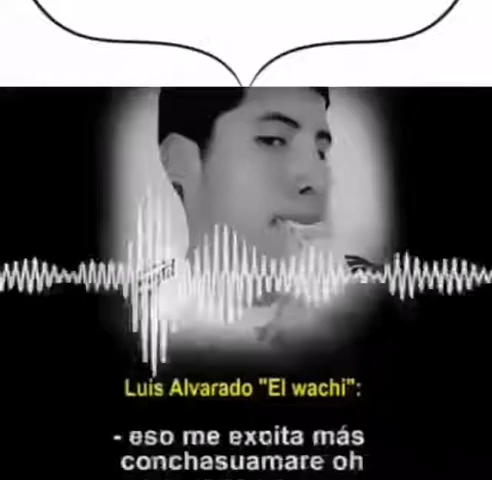 Luis Alvarado "El wachi":
- eso me excita más
conchasuamare oh